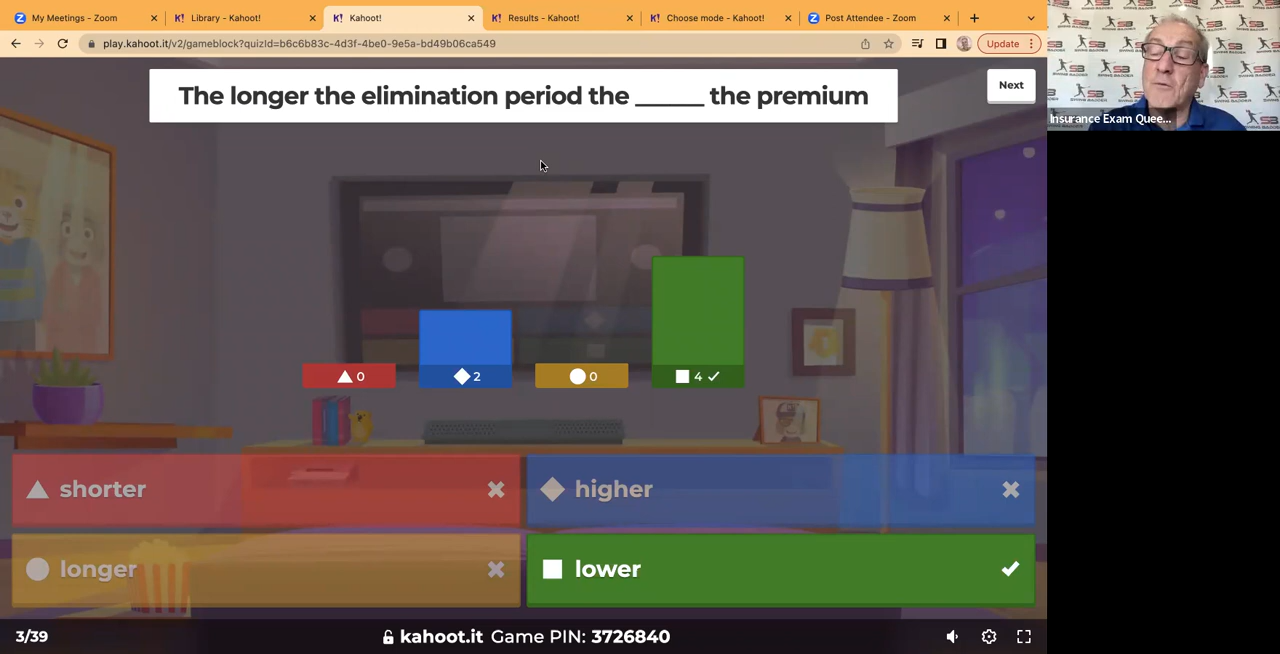 My Meetings - Zoom
Library - Kahoot!
Kahoot!
Results - Kahoot!
Choose mode - Kahoot!
Post Attendee - Zoom
play.kahoot.it/v2/gameblock?quizId=b6c6b83c-4d3f-4be0-9e5a-bd49b06ca549
Update
The longer the elimination period the ______ the premium
Next
Insurance Exam Quee...
0
2
0
4
shorter
higher
longer
lower
3/39
kahoot.it Game PIN: 3726840